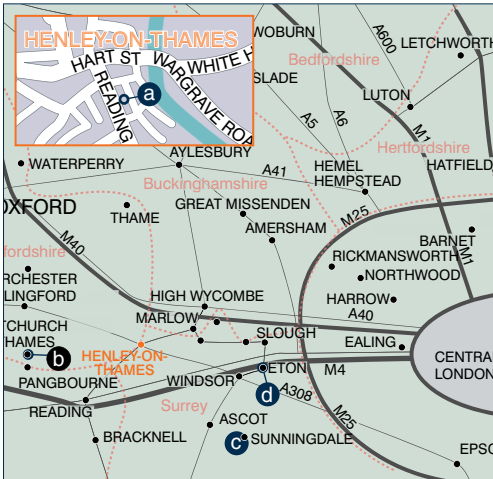 HENLEY-ON-THAMES
HART ST
WARGRAVE ROA
WHITE H
READING
a
WOBURN
A600
LETCHWORTH
Bedfordshire
SLADE
LUTON
A5
A6
M1
Hertfordshire
WATERPERRY
AYLESBURY
A41
HEMEL
HEMPSTEAD
HATFIELD,
Buckinghamshire
OXFORD
THAME
GREAT MISSENDEN
M25
AMERSHAM
M40
BARNET
M1
fordshire
RICKMANSWORTH
NORTHWOOD
RCHESTER
LINGFORD
HIGH WYCOMBE
HARROW
A40
MARLOW
TCHURCH
HAMES
SLOUGH
EALING
CENTRA
LONDON
b
HENLEY-ON-
THAMES
ETON
M4
PANGBOURNE
WINDSOR
d
A308
READING
Surrey
M25
ASCOT
BRACKNELL
c
SUNNINGDALE
EPSO